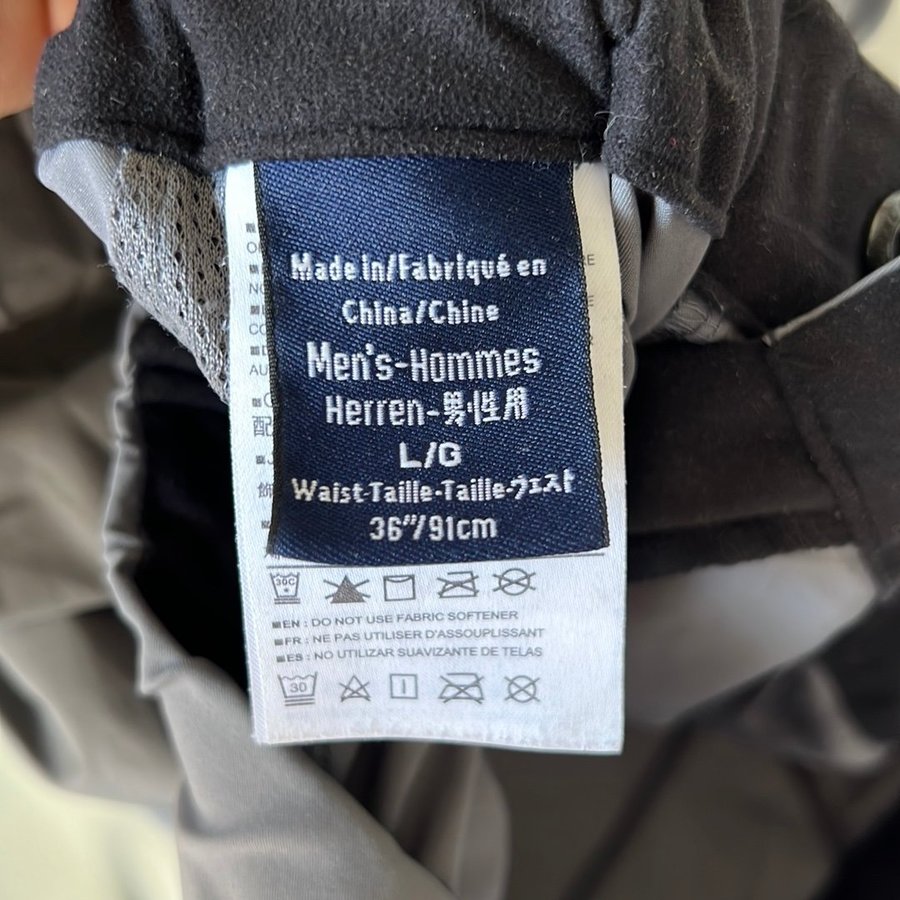 Made in/Fabriqué en
China/Chine
Men's-Hommes
Herren-男性用
L/G
Waist-Taille-Taille-ウェスト
36"/91cm
30C
■EN : DO NOT USE FABRIC SOFTENER
■FR : NE PAS UTILISER D'ASSOUPLISSANT
■ES : NO UTILIZAR SUAVIZANTE DE TELAS
30